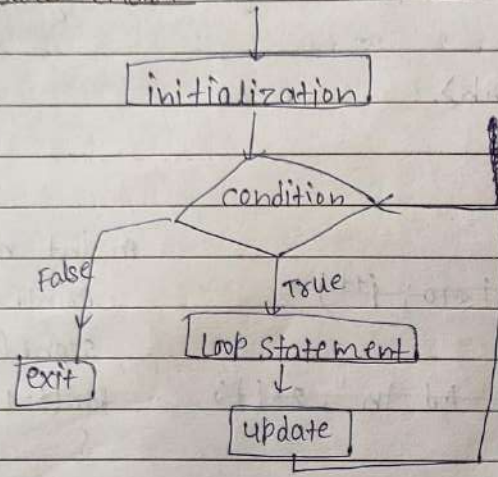 initialization
condition
False
True
Loop Statement
exit
update